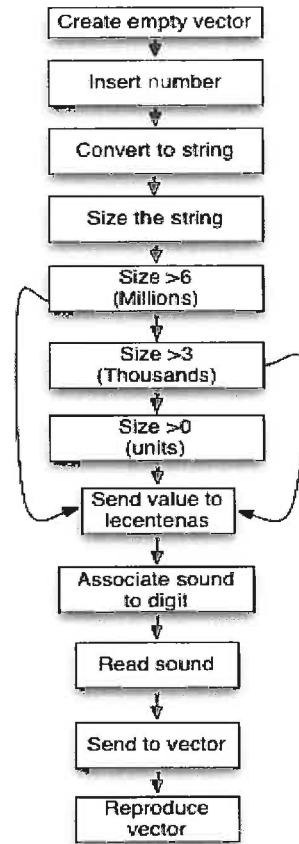 Create empty vector
Insert number
Convert to string
Size the string
Size >6
(Millions)
Size >3
(Thousands)
Size >0
(units)
Send value to
lecentenas
Associate sound
to digit
Read sound
Send to vector
Reproduce
vector